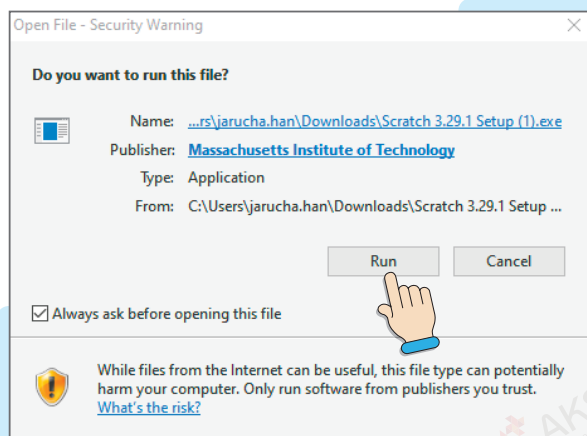 Open File - Security Warning
Do you want to run this file?
Name: ...rs\jarucha.han\Downloads\Scratch 3.29.1 Setup (1).exe
Publisher: Massachusetts Institute of Technology
Type: Application
From: C:\Users\jarucha.han\Downloads\Scratch 3.29.1 Setup ...
Run Cancel
Always ask before opening this file
While files from the Internet can be useful, this file type can potentially
harm your computer. Only run software from publishers you trust.
What's the risk?